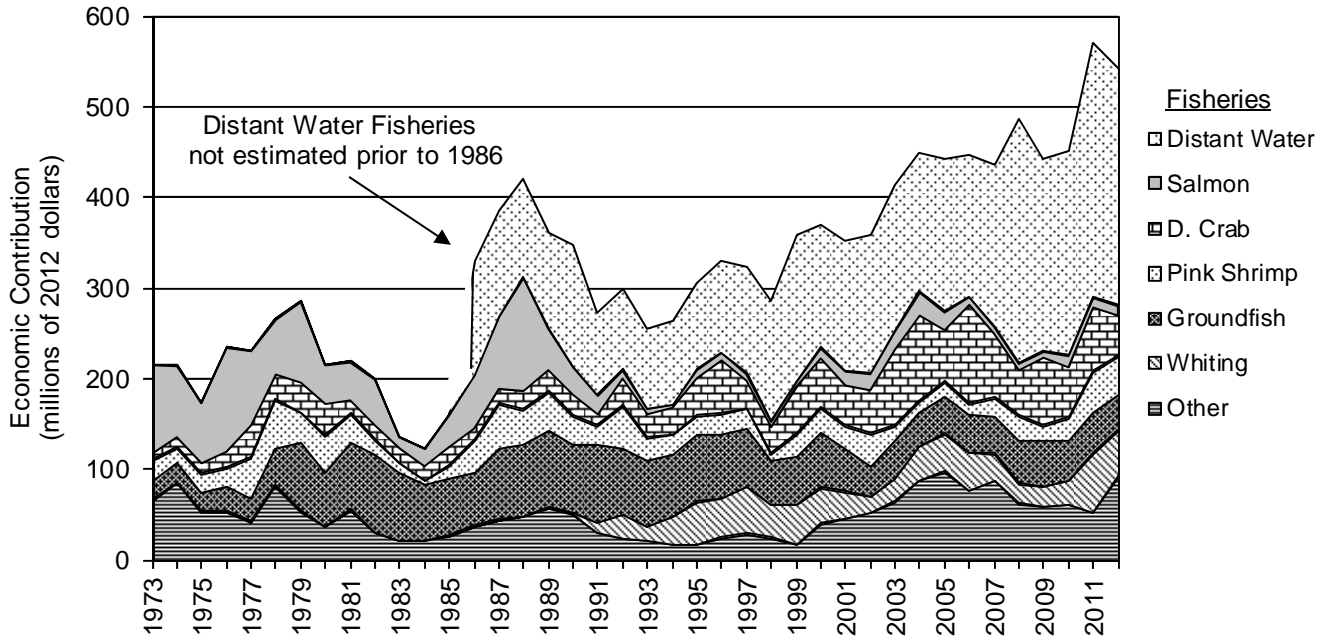 600
500
400
300
200
100
0
Economic Contribution
(millions of 2012 dollars)
Distant Water Fisheries
not estimated prior to 1986
1973
1975
1977
1979
1981
1983
1985
1987
1989
1991
1993
1995
1997
1999
2001
2003
2005
2007
2009
2011
Fisheries
Distant Water
Salmon
D. Crab
Pink Shrimp
Groundfish
Whiting
Other